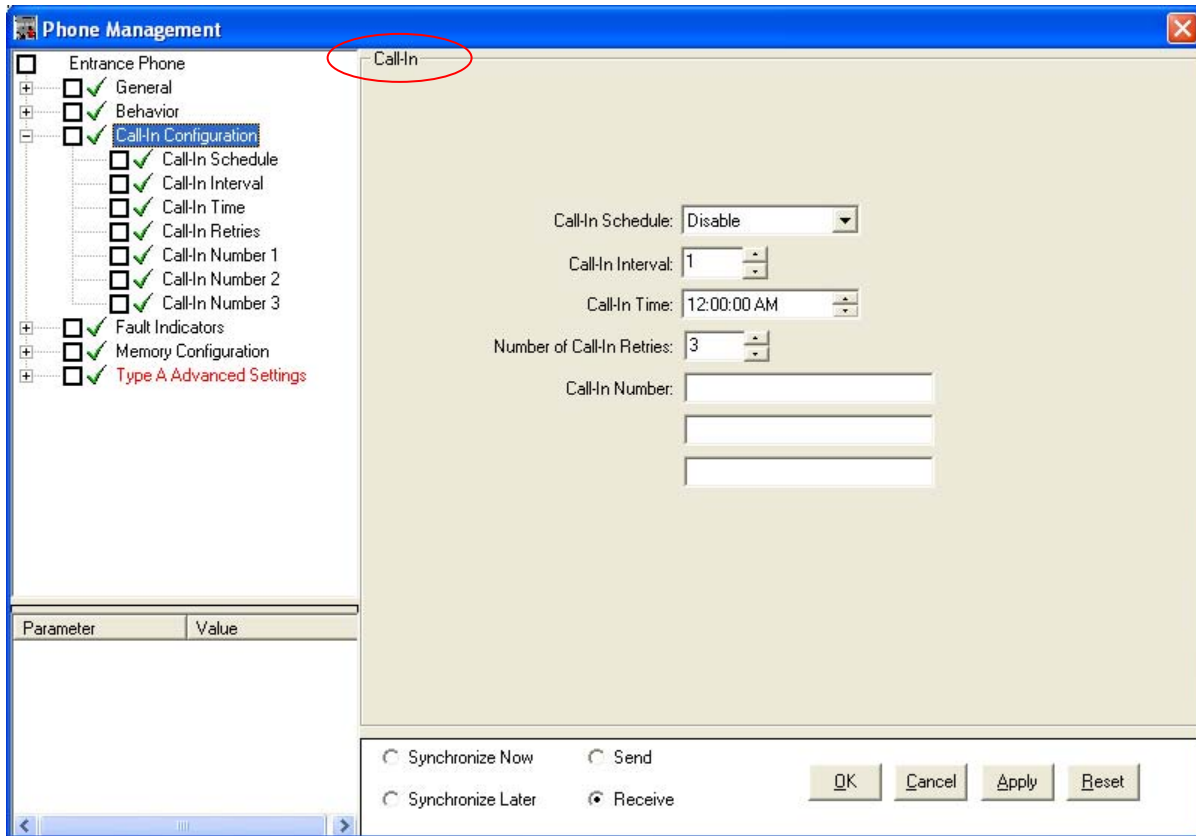 Phone Management
Entrance Phone
General
Behavior
Call-In Configuration
Call-In Schedule
Call-In Interval
Call-In Time
Call-In Retries
Call-In Number 1
Call-In Number 2
Call-In Number 3
Fault Indicators
Memory Configuration
Type A Advanced Settings
Parameter Value
Call-In
Call-In Schedule: Disable
Call-In Interval: 1
Call-In Time: 12:00:00 AM
Number of Call-In Retries: 3
Call-In Number:
Synchronize Now Send
Synchronize Later Receive
OK Cancel Apply Reset